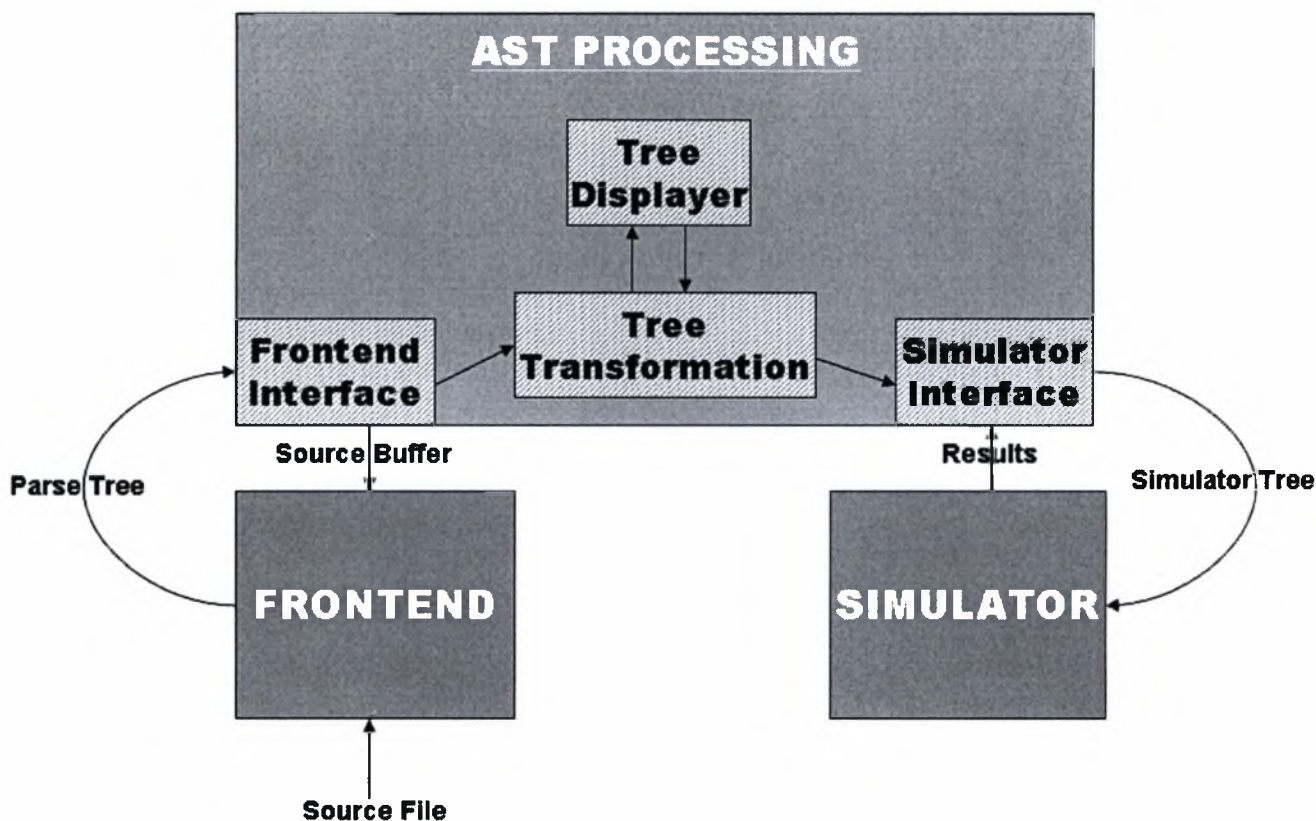 AST PROCESSING
Tree
Displayer
Tree
Transformation
Frontend
Interface
Simulator
Interface
Source Buffer
Results
Parse Tree
Simulator Tree
FRONTEND
SIMULATOR
Source File